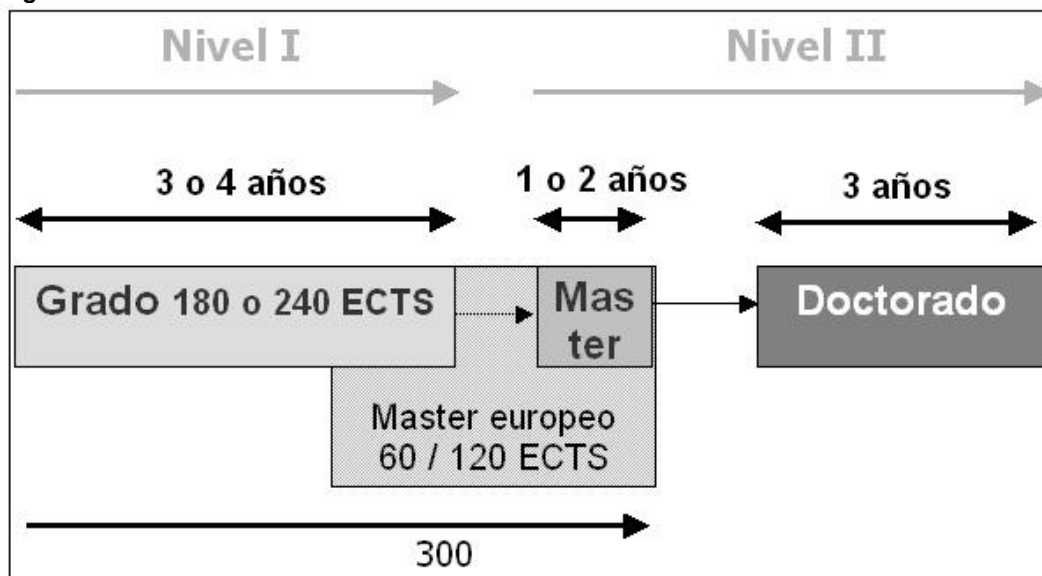 Nivel I
Nivel II
3 o 4 años
1 o 2 años
3 años
Grado 180 o 240 ECTS
Mas
ter
Doctorado
Master europeo
60 / 120 ECTS
300